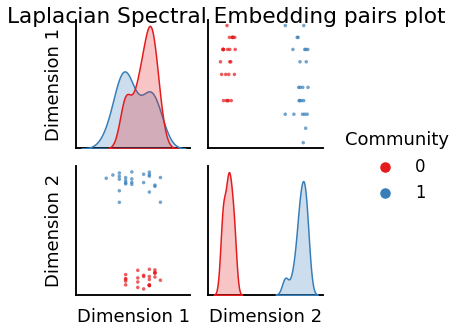 Laplacian Spectral Embedding pairs plot
Dimension 1
Community
0
1
Dimension 2
Dimension 1
Dimension 2